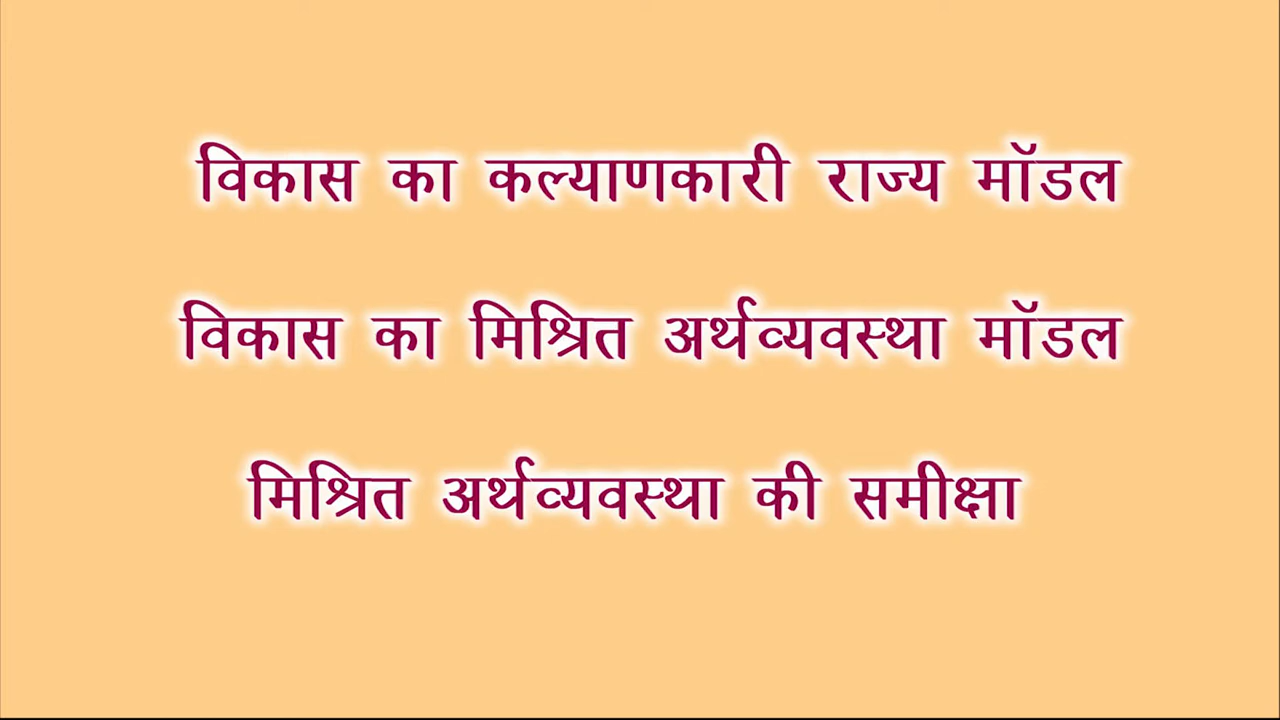 विकास का कल्याणकारी राज्य मॉडल
विकास का मिश्रित अर्थव्यवस्था मॉडल
मिश्रित अर्थव्यवस्था की समीक्षा